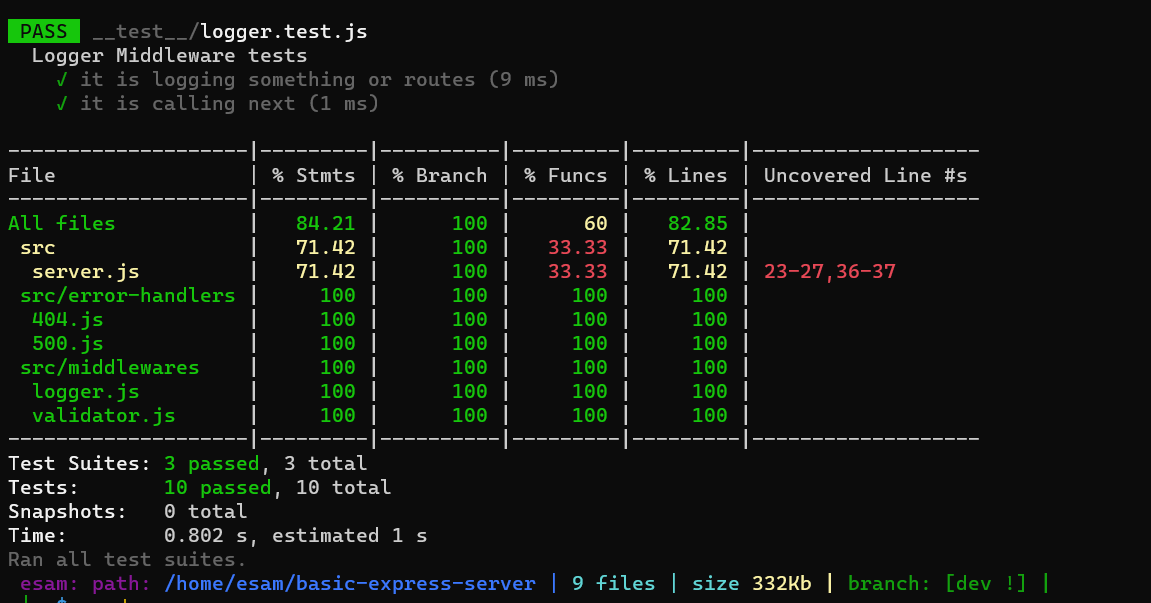 PASS __test__/logger.test.js
Logger Middleware tests
√ it is logging something or routes (9 ms)
√ it is calling next (1 ms)
--------------------|---------|----------|---------|---------|-------------------
File | % Stmts | % Branch | % Funcs | % Lines | Uncovered Line #s
--------------------|---------|----------|---------|---------|-------------------
All files | 84.21 | 100 | 60 | 82.85 |
src | 71.42 | 100 | 33.33 | 71.42 |
server.js | 71.42 | 100 | 33.33 | 71.42 | 23-27,36-37
src/error-handlers | 100 | 100 | 100 | 100 |
404.js | 100 | 100 | 100 | 100 |
500.js | 100 | 100 | 100 | 100 |
src/middlewares | 100 | 100 | 100 | 100 |
logger.js | 100 | 100 | 100 | 100 |
validator.js | 100 | 100 | 100 | 100 |
--------------------|---------|----------|---------|---------|-------------------
Test Suites: 3 passed, 3 total
Tests: 10 passed, 10 total
Snapshots: 0 total
Time: 0.802 s, estimated 1 s
Ran all test suites.
esam: path: /home/esam/basic-express-server | 9 files | size 332Kb | branch: [dev !] |